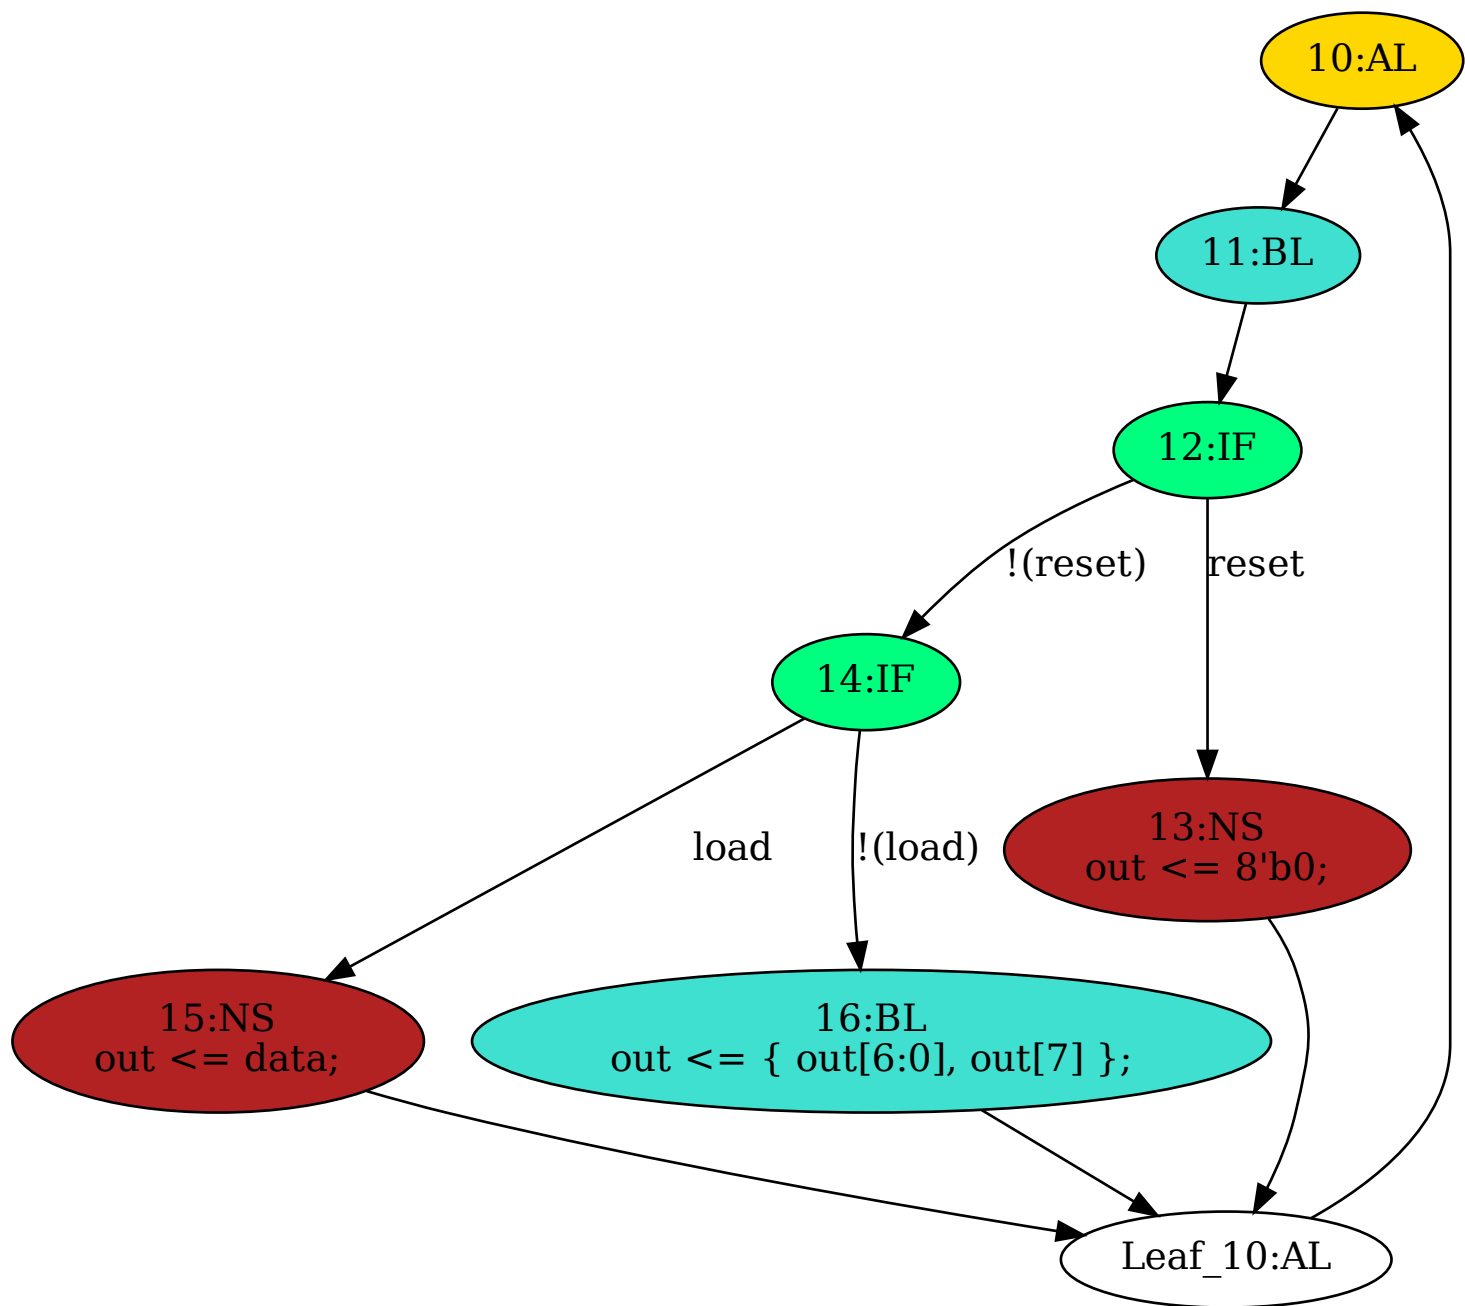 10:AL
11:BL
12:IF
!(reset)
reset
14:IF
13:NS
out <= 8'b0;
load
!(load)
15:NS
out <= data;
16:BL
out <= { out[6:0], out[7] };
Leaf_10:AL